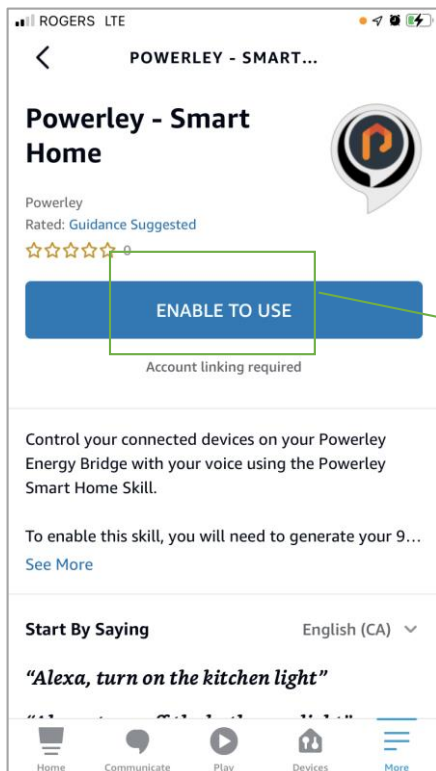 ROGERS LTE
POWERLEY - SMART...
Powerley - Smart
Home
Powerley
Rated: Guidance Suggested
0
ENABLE TO USE
Account linking required
Control your connected devices on your Powerley
Energy Bridge with your voice using the Powerley
Smart Home Skill.
To enable this skill, you will need to generate your 9...
See More
Start By Saying
English (CA)
“Alexa, turn on the kitchen light”
Home
Communicate
Play
Devices
More